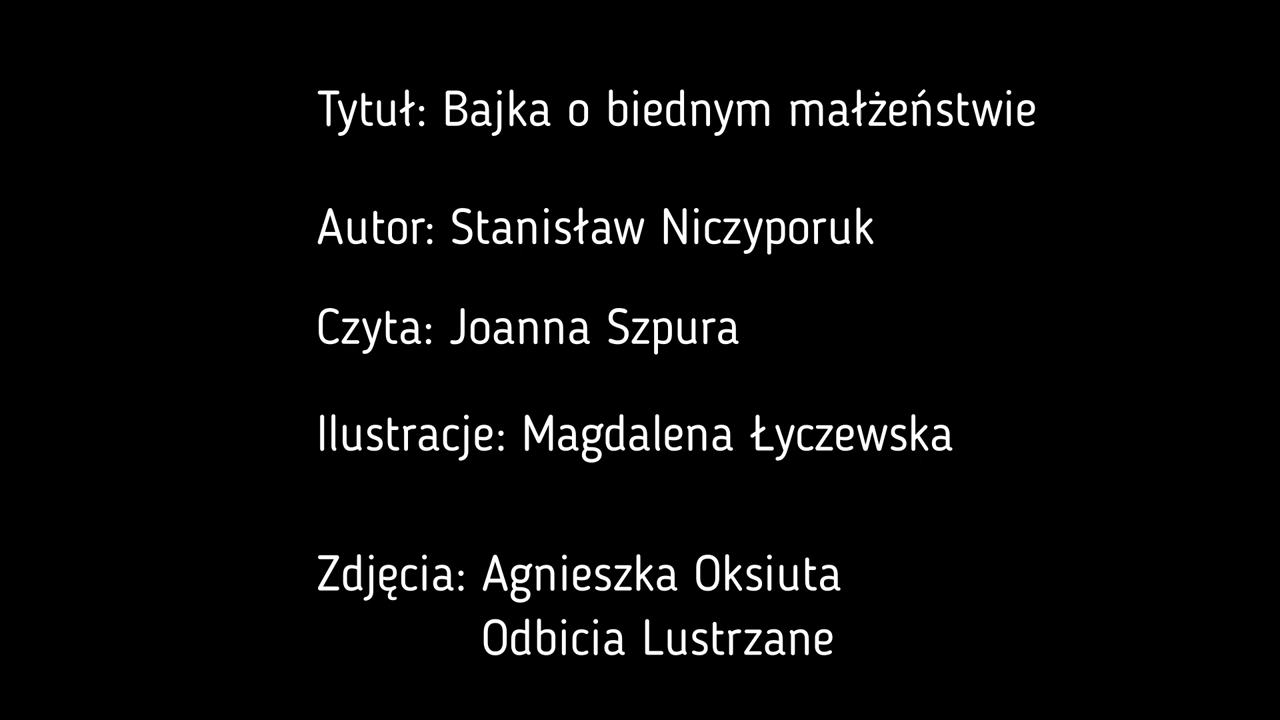 Tytuł: Bajka o biednym małżeństwie
Autor: Stanisław Niczyporuk
Czyta: Joanna Szpura
Ilustracje: Magdalena Łyczewska
Zdjęcia: Agnieszka Oksiuta
Odbicia Lustrzane